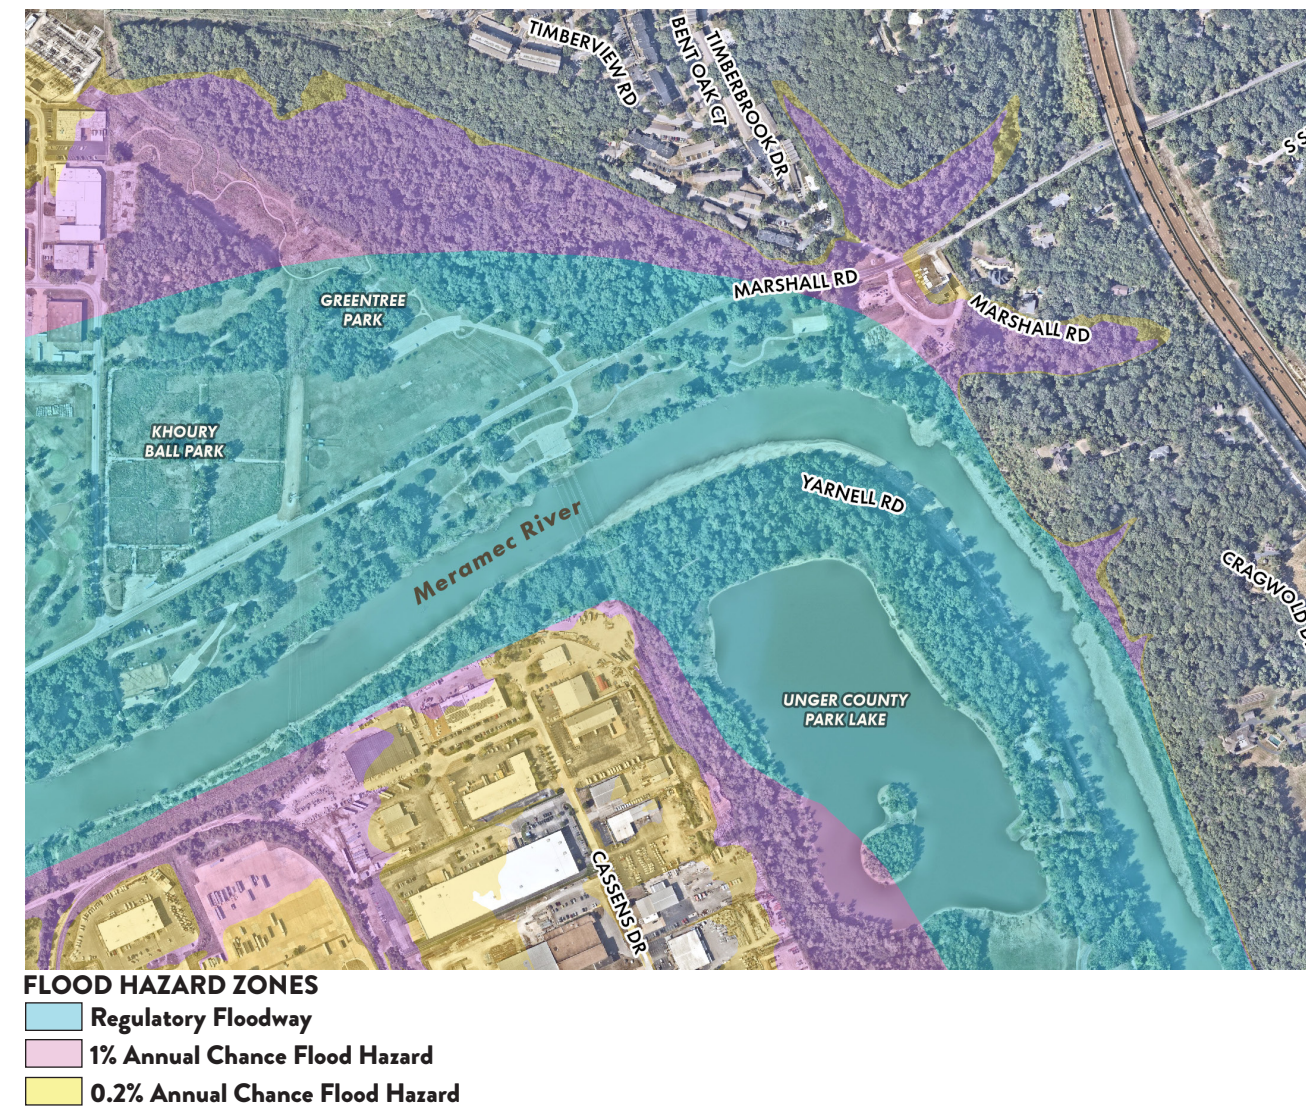 TIMBERVIEW RD
BENT OAK CT
TIMBERBROOK DR
S S
GREENTREE
PARK
MARSHALL RD
MARSHALL RD
KHOURY
BALL PARK
YARNELL RD
Meramec River
CRAGWOLD
UNGER COUNTY
PARK LAKE
CASSENS DR
FLOOD HAZARD ZONES
Regulatory Floodway
1% Annual Chance Flood Hazard
0.2% Annual Chance Flood Hazard